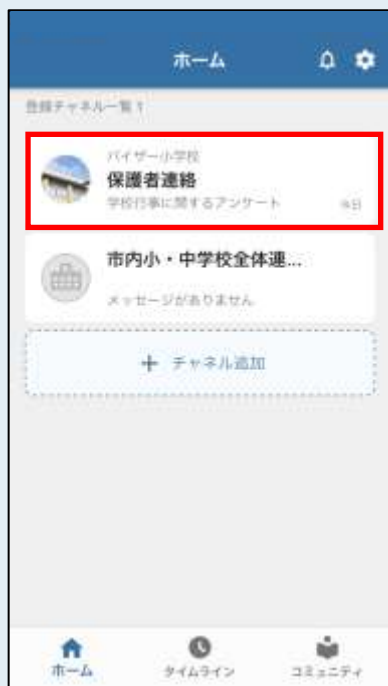 ホーム
登録チャネル一覧 1
バイザー小学校
保護者連絡
学校行事に関するアンケート
今日
市内小・中学校全体連...
メッセージがありません
＋ チャネル追加
ホーム
タイムライン
コミュニティ